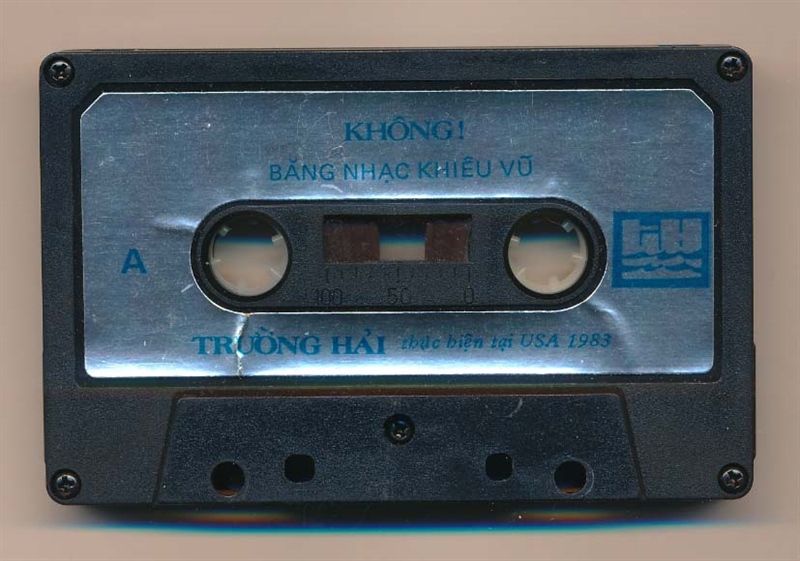 KHÔNG!
BĂNG NHẠC KHIÊU VŨ
A
100 50 0
TRƯỜNG HẢI thực hiện tại USA 1983